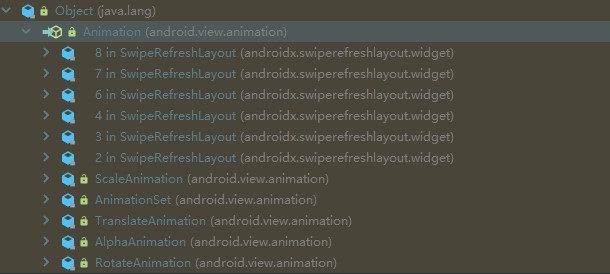 Object (java.lang)
Animation (android.view.animation)
8 in SwipeRefreshLayout (androidx.swiperefreshlayout.widget)
7 in SwipeRefreshLayout (androidx.swiperefreshlayout.widget)
6 in SwipeRefreshLayout (androidx.swiperefreshlayout.widget)
4 in SwipeRefreshLayout (androidx.swiperefreshlayout.widget)
3 in SwipeRefreshLayout (androidx.swiperefreshlayout.widget)
2 in SwipeRefreshLayout (androidx.swiperefreshlayout.widget)
ScaleAnimation (android.view.animation)
AnimationSet (android.view.animation)
TranslateAnimation (android.view.animation)
AlphaAnimation (android.view.animation)
RotateAnimation (android.view.animation)